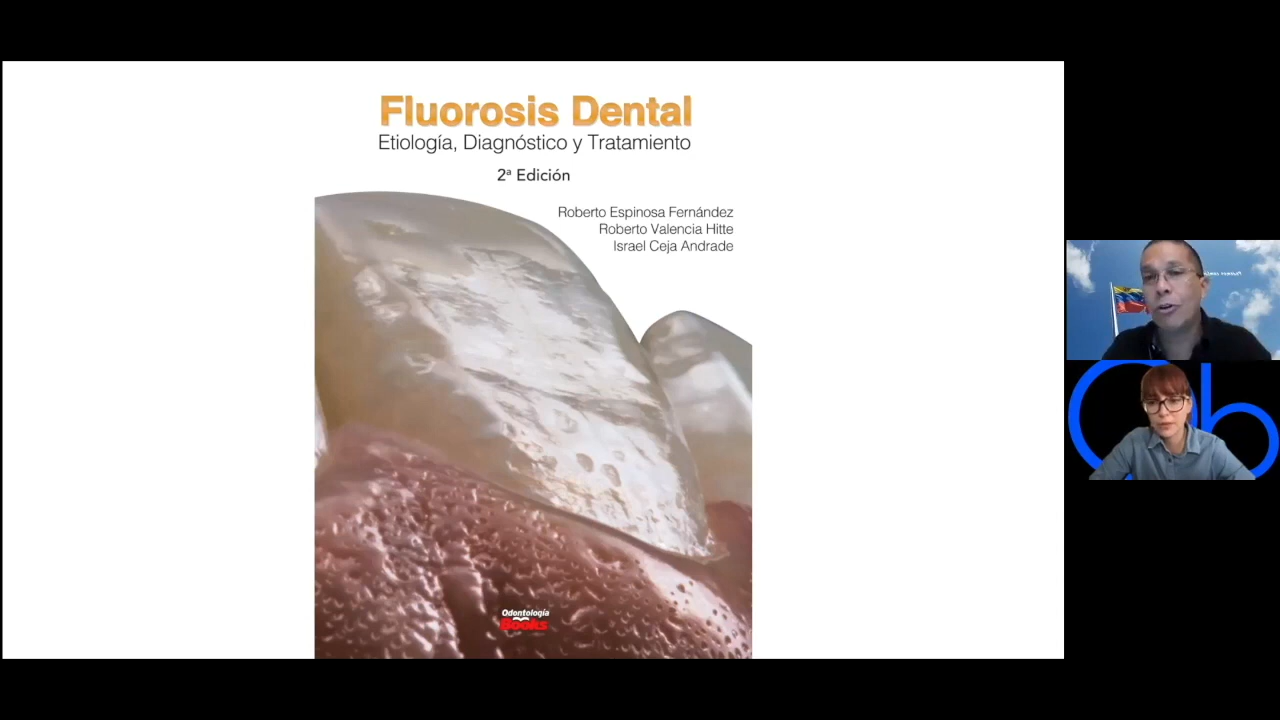 Fluorosis Dental
Etiología, Diagnóstico y Tratamiento
2ª Edición
Roberto Espinosa Fernández
Roberto Valencia Hitte
Israel Ceja Andrade
Odontología
Books